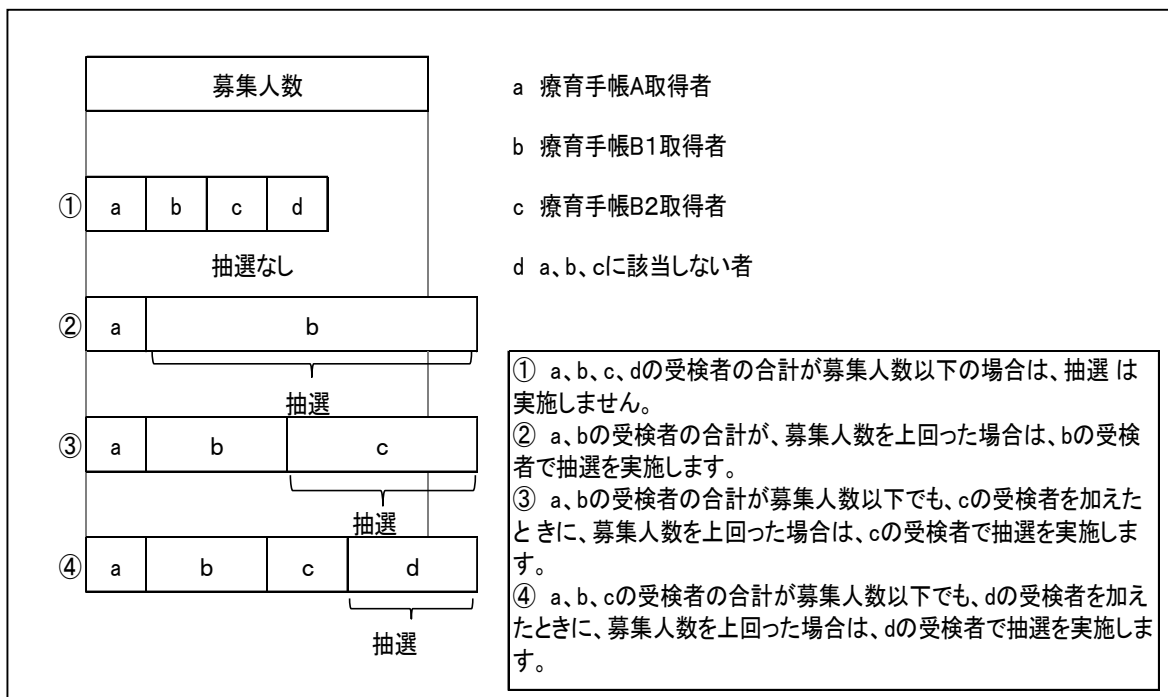 募集人数
a 療育手帳A取得者
b 療育手帳B1取得者
c 療育手帳B2取得者
d a、b、cに該当しない者
① a b c d
抽選なし
② a b
抽選
③ a b c
抽選
④ a b c d
抽選
① a、b、c、dの受検者の合計が募集人数以下の場合は、抽選 は
実施しません。
② a、bの受検者の合計が、募集人数を上回った場合は、bの受検
者で抽選を実施します。
③ a、bの受検者の合計が募集人数以下でも、cの受検者を加えた
と きに、募集人数を上回った場合は、cの受検者で抽選を実施しま
す。
④ a、b、cの受検者の合計が募集人数以下でも、dの受検者を加え
たときに、募集人数を上回った場合は、dの受検者で抽選を実施しま
す。